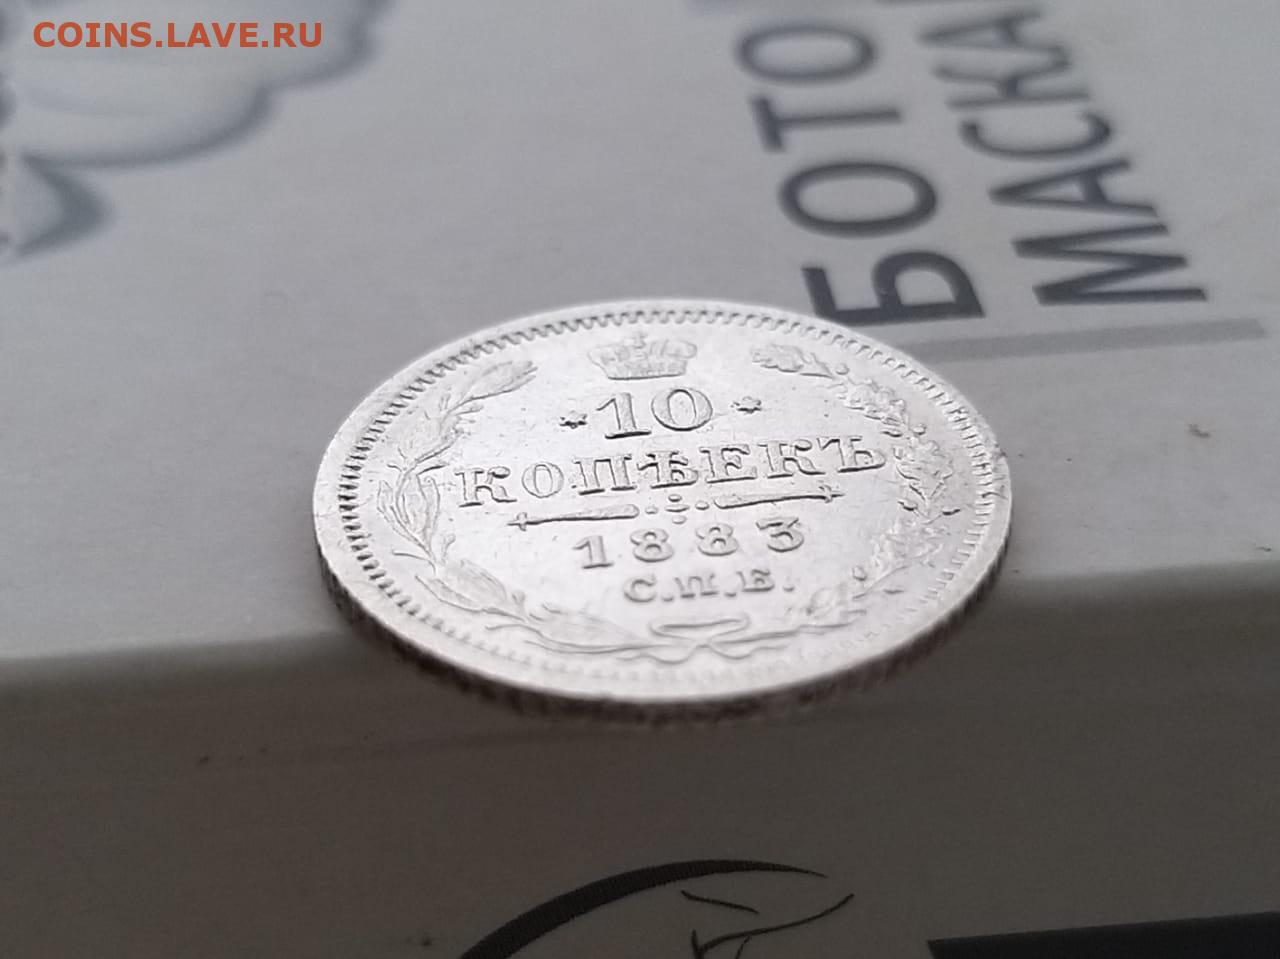 COINS.LAVE.RU
БОТО
МАСКА
10
КОПѢЕКЪ
1883
С.П.Б.